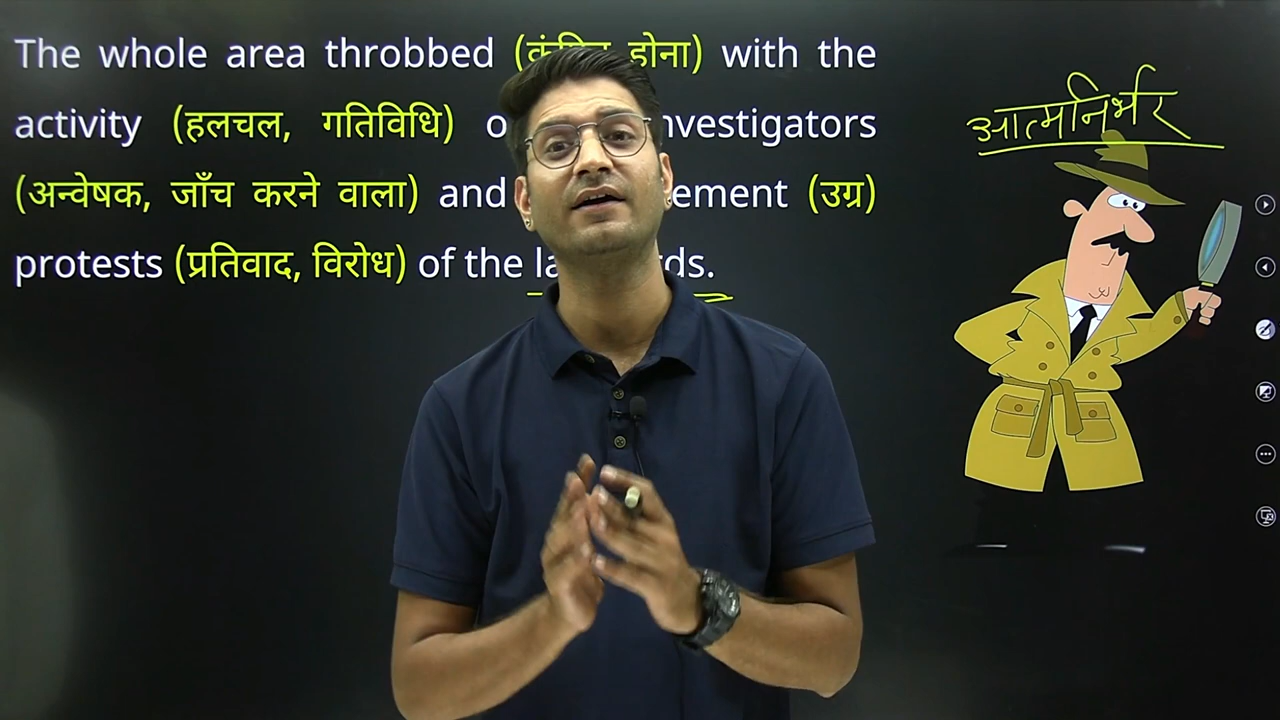 The whole area throbbed होना) with the
activity (हलचल, गतिविधि)
(अन्वेषक, जाँच करने वाला) and (उग्र)
protests (प्रतिवाद, विरोध) of the
आत्मनिर्भर